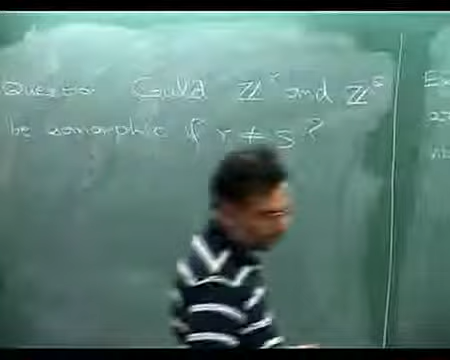 Question Could ℤ^r and ℤ^s
be isomorphic if r ≠ s ?